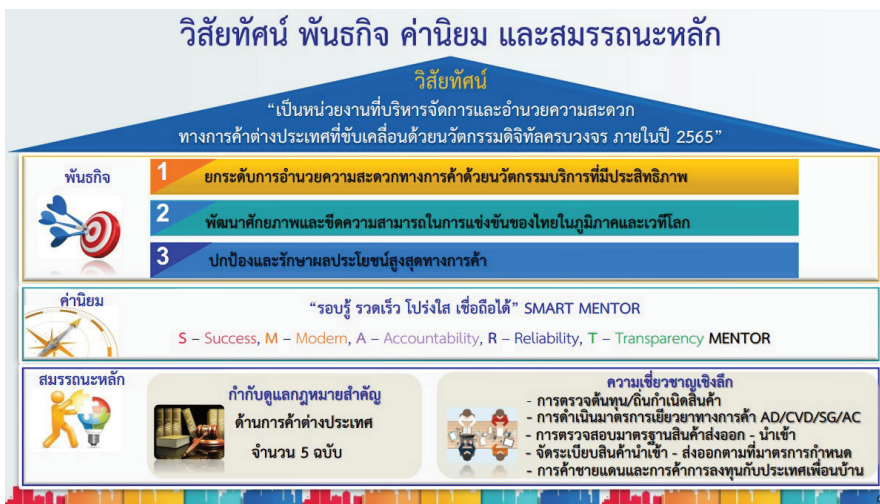 วิสัยทัศน์ พันธกิจ ค่านิยม และสมรรถนะหลัก
วิสัยทัศน์
“เป็นหน่วยงานที่บริหารจัดการและอำนวยความสะดวก
ทางการค้าต่างประเทศที่ขับเคลื่อนด้วยนวัตกรรมดิจิทัลครบวงจร ภายในปี 2565”
พันธกิจ
1 ยกระดับการอำนวยความสะดวกทางการค้าด้วยนวัตกรรมบริการที่มีประสิทธิภาพ
2 พัฒนาศักยภาพและขีดความสามารถในการแข่งขันของไทยในภูมิภาคและเวทีโลก
3 ปกป้องและรักษาผลประโยชน์สูงสุดทางการค้า
ค่านิยม
“รอบรู้ รวดเร็ว โปร่งใส เชื่อถือได้” SMART MENTOR
S – Success, M – Modern, A – Accountability, R – Reliability, T – Transparency MENTOR
สมรรถนะหลัก
กำกับดูแลกฎหมายสำคัญ
ด้านการค้าต่างประเทศ
จำนวน 5 ฉบับ
ความเชี่ยวชาญเชิงลึก
- การตรวจต้นทุน/ถิ่นกำเนิดสินค้า
- การดำเนินมาตรการเยียวยาทางการค้า AD/CVD/SG/AC
- การตรวจสอบมาตรฐานสินค้าส่งออก - นำเข้า
- จัดระเบียบสินค้านำเข้า - ส่งออกตามที่มาตรการกำหนด
- การค้าชายแดนและการค้าการลงทุนกับประเทศเพื่อนบ้าน